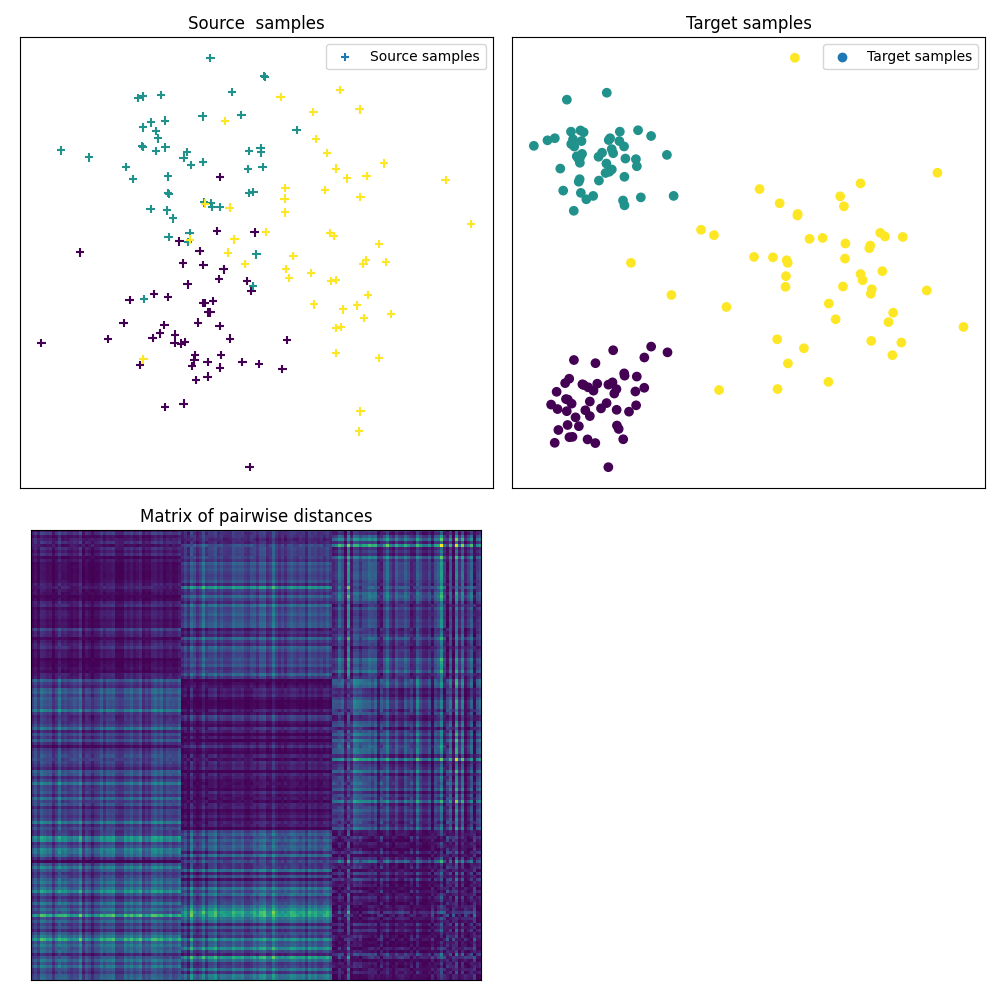 Source  samples
Source samples
Target samples
Target samples
Matrix of pairwise distances